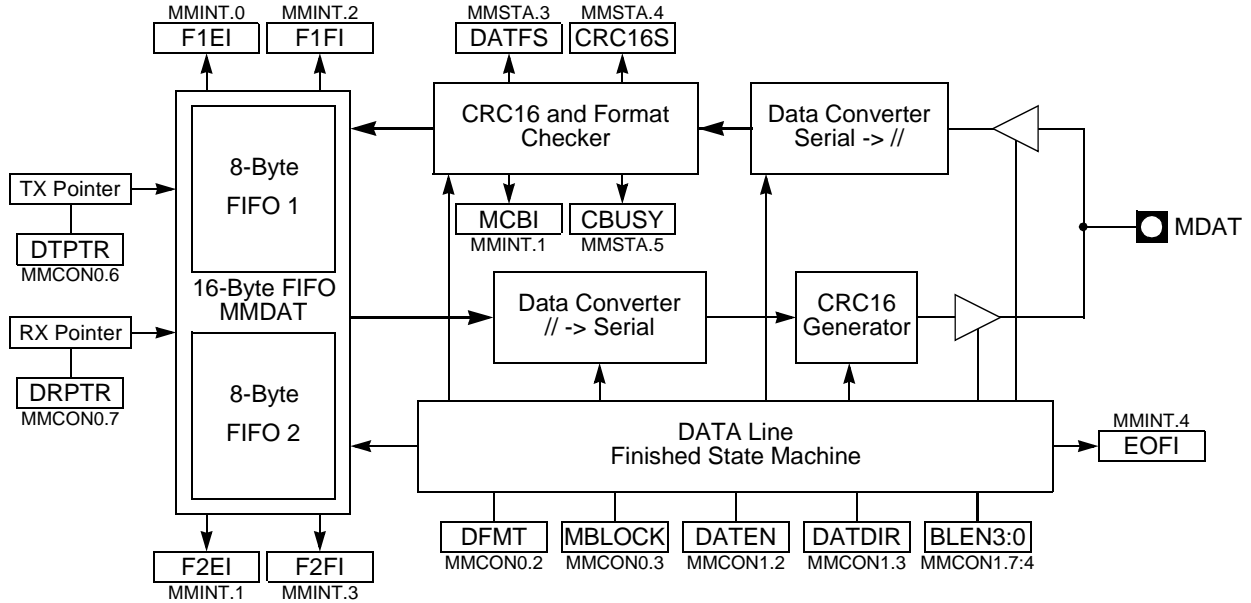 MMINT.0
MMINT.2
MMSTA.3
MMSTA.4
F1EI
F1FI
DATFS
CRC16S
CRC16 and Format
Checker
Data Converter
Serial -> //
8-Byte
FIFO 1
TX Pointer
DTPTR
MMCON0.6
MCBI
MMINT.1
CBUSY
MMSTA.5
MDAT
16-Byte FIFO
MMDAT
Data Converter
// -> Serial
CRC16
Generator
RX Pointer
DRPTR
MMCON0.7
8-Byte
FIFO 2
DATA Line
Finished State Machine
MMINT.4
EOFI
DFMT
MMCON0.2
MBLOCK
MMCON0.3
DATEN
MMCON1.2
DATDIR
MMCON1.3
BLEN3:0
MMCON1.7:4
F2EI
MMINT.1
F2FI
MMINT.3